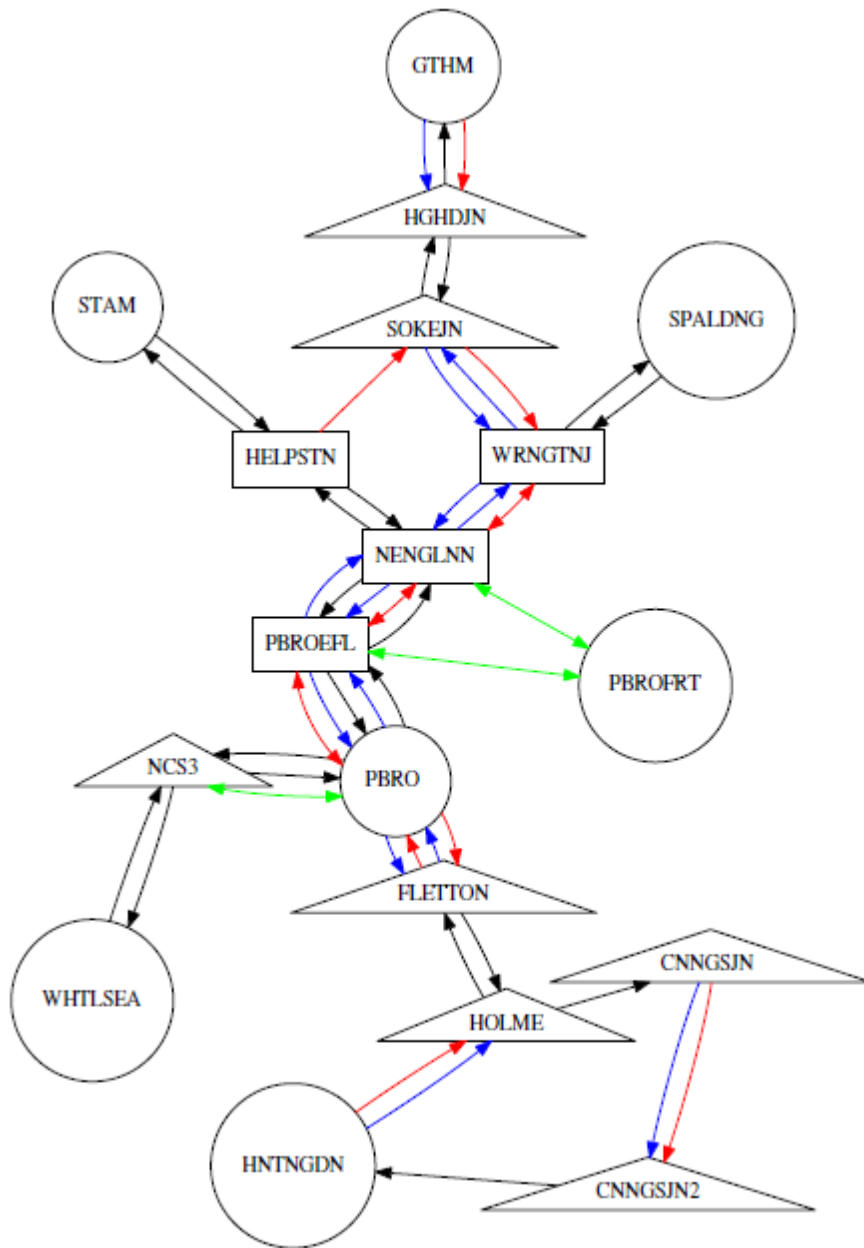 GTHM
HGHDJN
STAM
SOKEJN
SPALDNG
HELPSTN
WRNGTNJ
NENGLNN
PBROEFL
PBROFRT
NCS3
PBRO
FLETTON
WHTLSEA
CNNGSJN
HOLME
HNTNGDN
CNNGSJN2